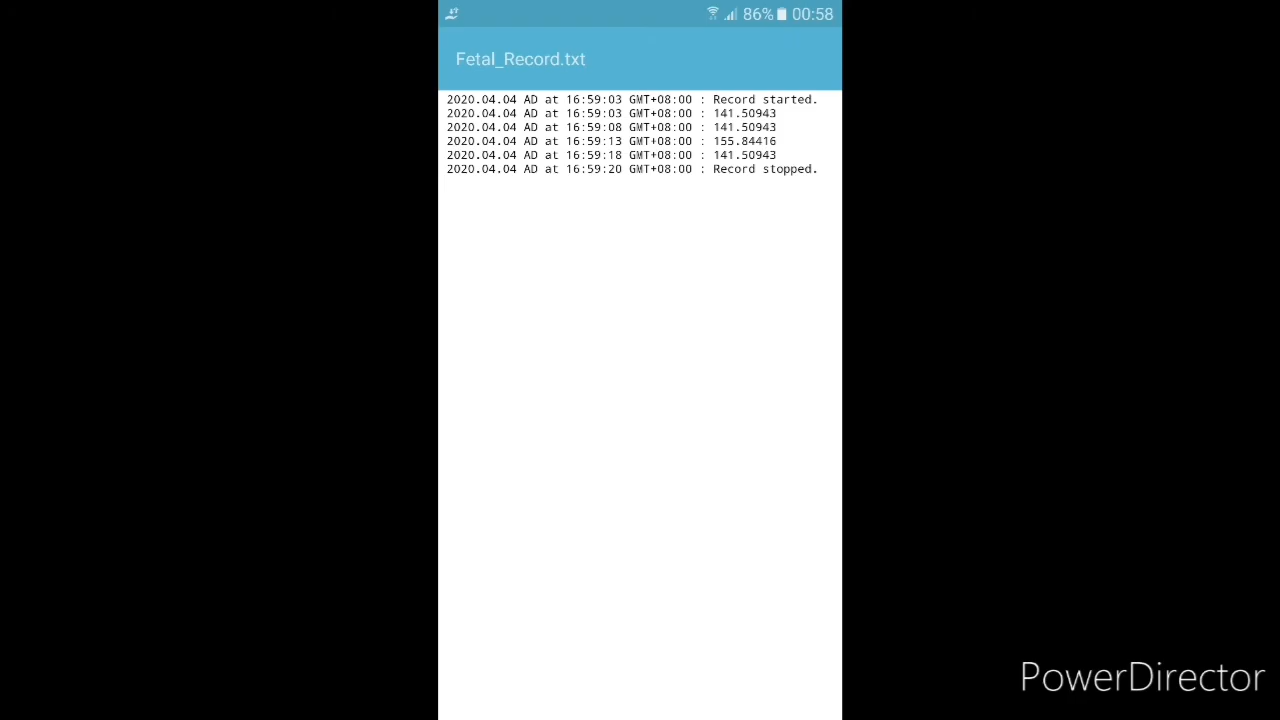 86% 00:58
Fetal_Record.txt
2020.04.04 AD at 16:59:03 GMT+08:00 : Record started.
2020.04.04 AD at 16:59:03 GMT+08:00 : 141.50943
2020.04.04 AD at 16:59:08 GMT+08:00 : 141.50943
2020.04.04 AD at 16:59:13 GMT+08:00 : 155.84416
2020.04.04 AD at 16:59:18 GMT+08:00 : 141.50943
2020.04.04 AD at 16:59:20 GMT+08:00 : Record stopped.
PowerDirector